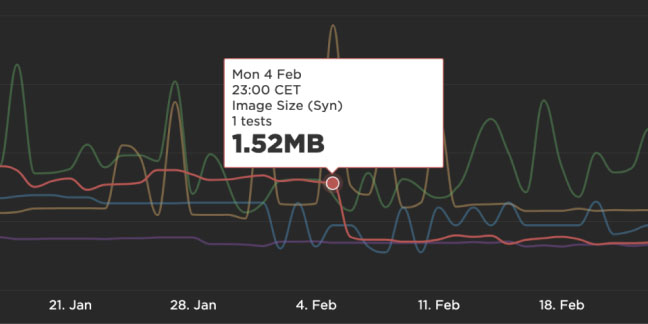 Mon 4 Feb
23:00 CET
Image Size (Syn)
1 tests
1.52MB
21. Jan 28. Jan 4. Feb 11. Feb 18. Feb